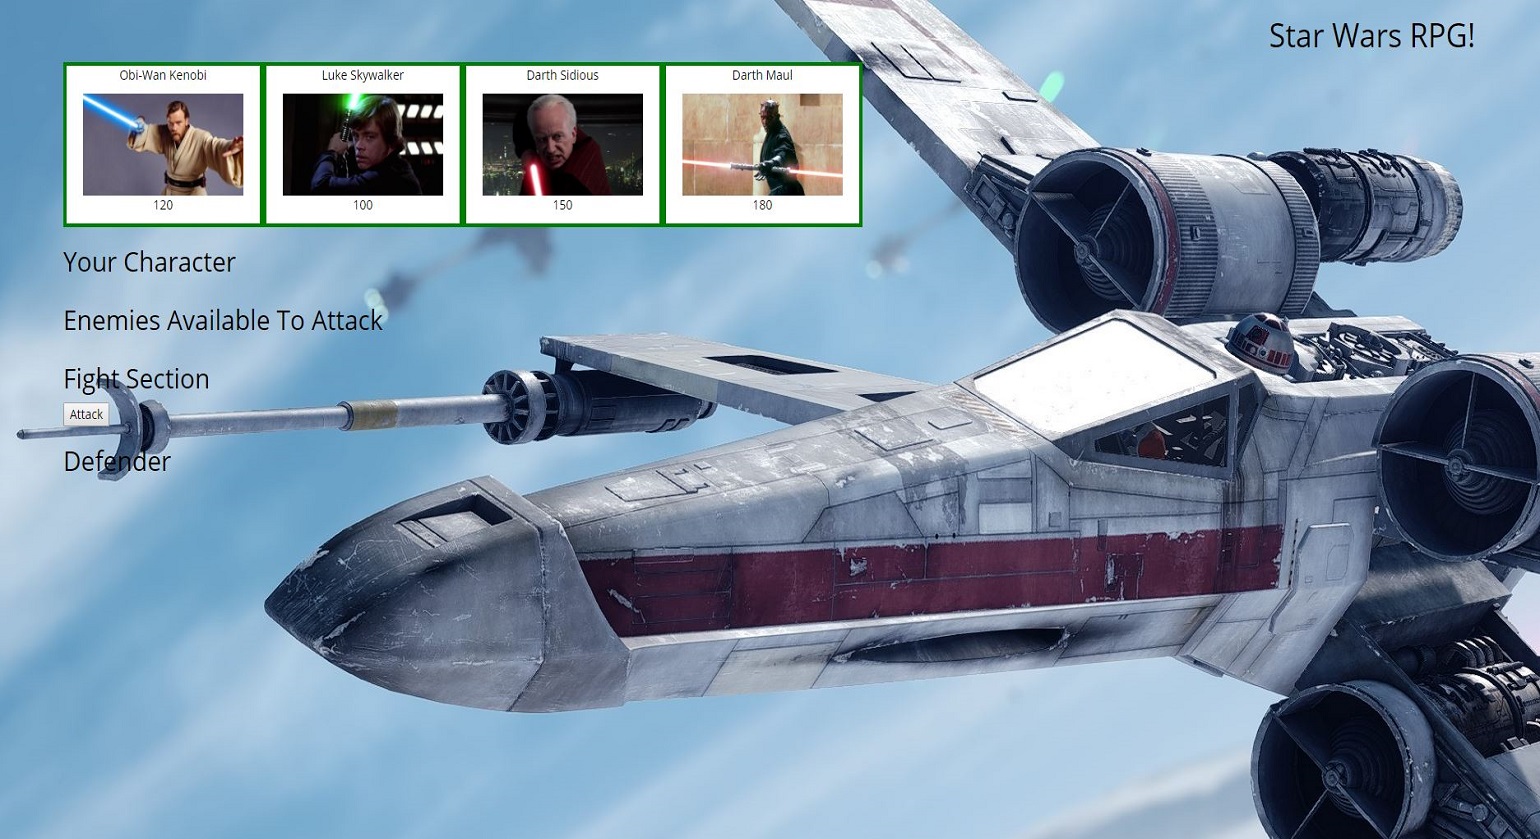 Star Wars RPG!
Obi-Wan Kenobi
Luke Skywalker
Darth Sidious
Darth Maul
120
100
150
180
Your Character
Enemies Available To Attack
Fight Section
Attack
Defender